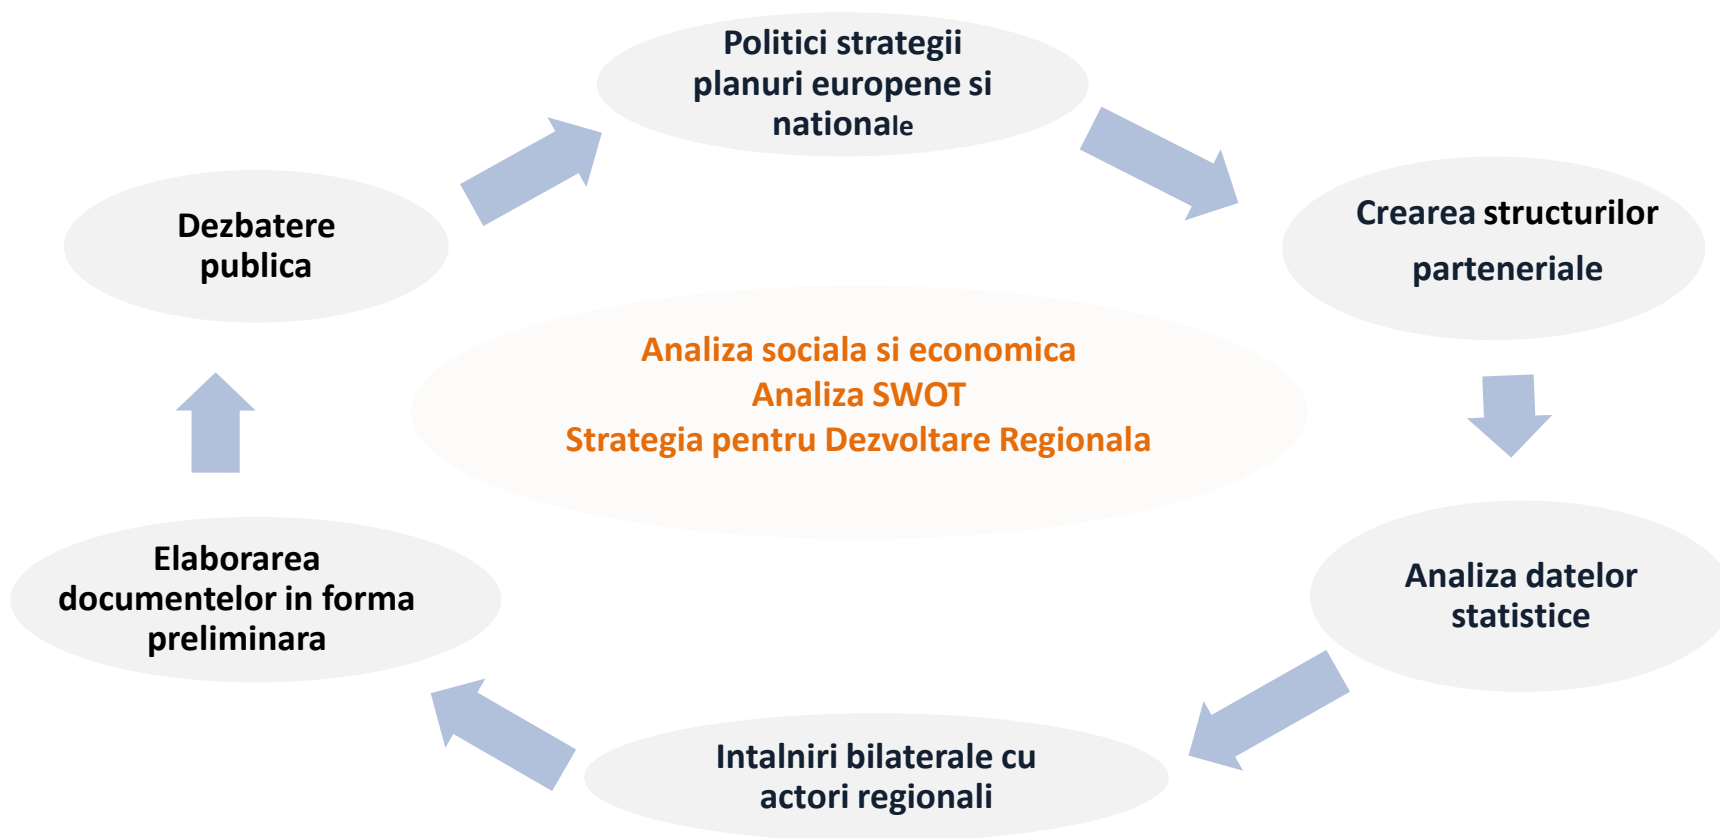 Politici strategii
planuri europene si
nationale
Crearea structurilor
parteneriale
Dezbatere
publica
Analiza sociala si economica
Analiza SWOT
Strategia pentru Dezvoltare Regionala
Analiza datelor
statistice
Elaborarea
documentelor in forma
preliminara
Intalniri bilaterale cu
actori regionali